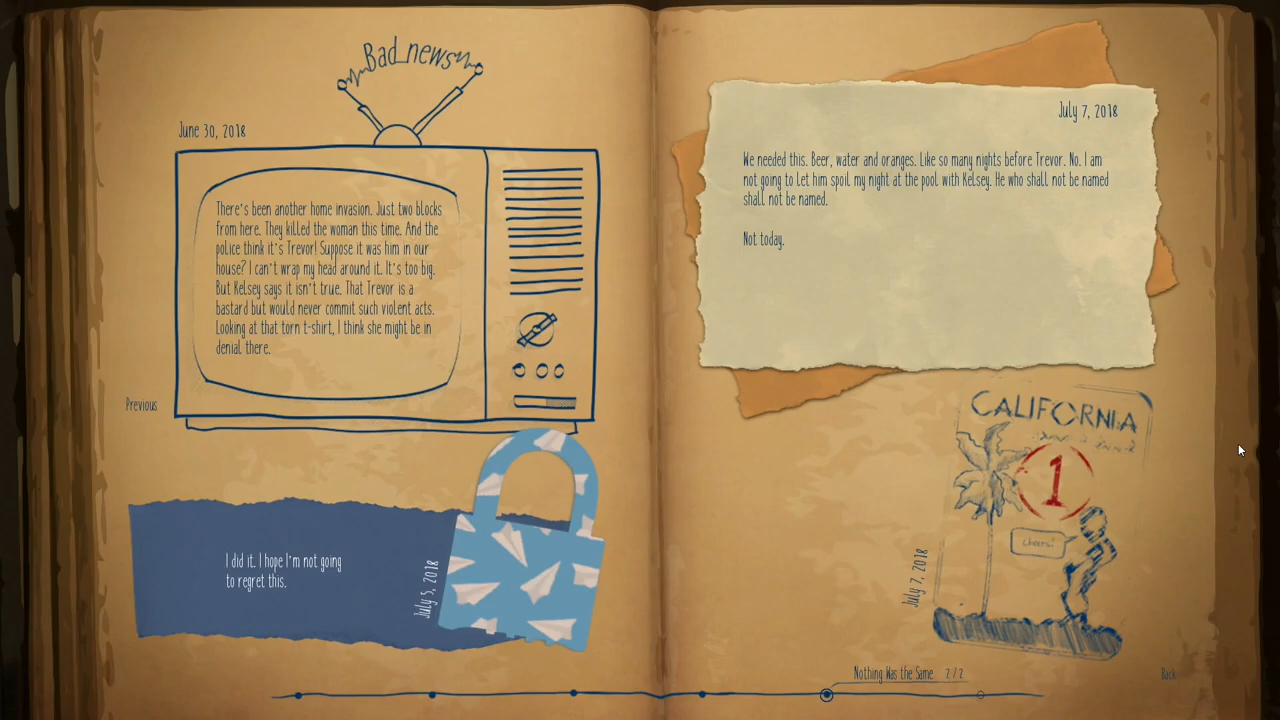 Bad news
June 30, 2018
There's been another home invasion. Just two blocks
from here. They killed the woman this time. And the
police think it's Trevor! Suppose it was him in our
house? I can't wrap my head around it. It's too big.
But Kelsey says it isn't true. That Trevor is a
bastard but would never commit such violent acts.
Looking at that torn t-shirt, I think she might be in
denial there.
Previous
I did it. I hope I'm not going
to regret this.
July 5, 2018
July 7, 2018
We needed this. Beer, water and oranges. Like so many nights before Trevor. No. I am
not going to let him spoil my night at the pool with Kelsey. He who shall not be named
shall not be named.
Not today.
CALIFORNIA
1
Cheers!
July 7, 2018
Nothing Was the Same 2 / 2
Back